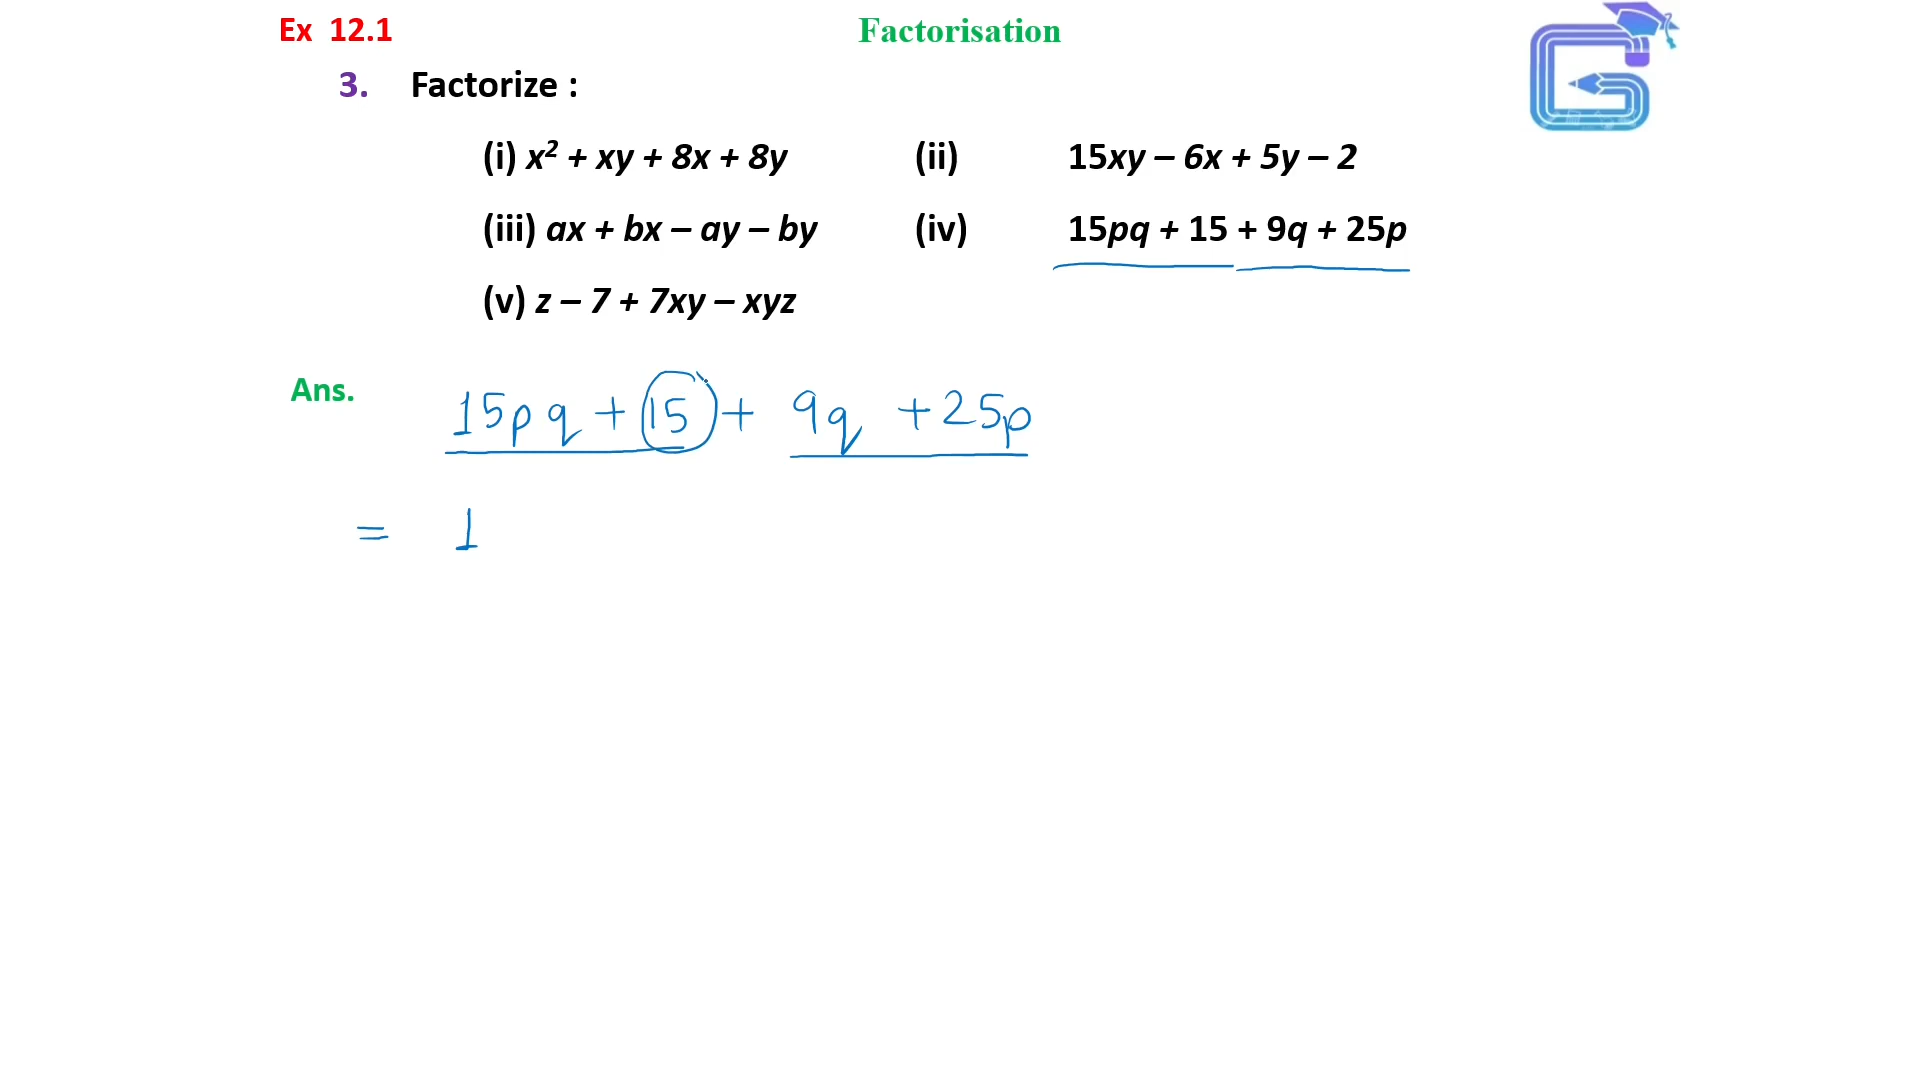 Ex 12.1
Factorisation
3. Factorize :
(i) x² + xy + 8x + 8y (ii) 15xy – 6x + 5y – 2
(iii) ax + bx – ay – by (iv) 15pq + 15 + 9q + 25p
(v) z – 7 + 7xy – xyz
Ans. 15pq + 15 + 9q + 25p
= 1